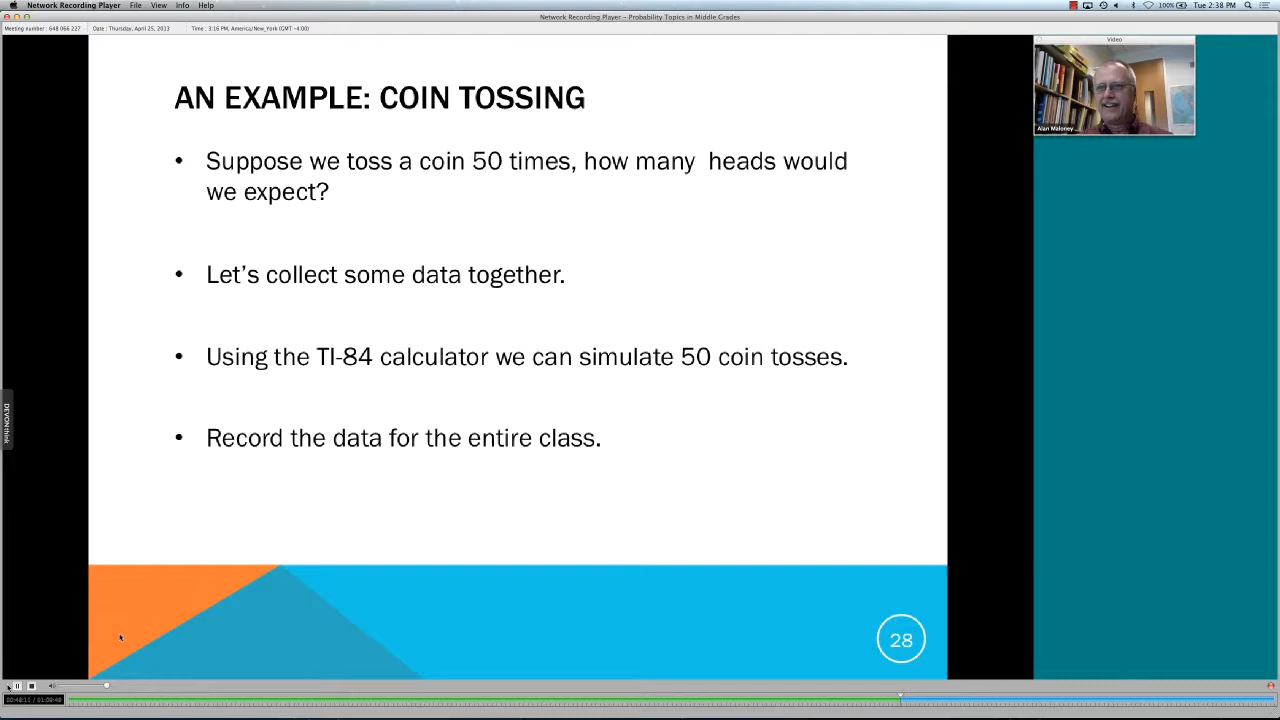 Network Recording Player File View Info Help
100% Tue 2:38 PM
Network Recording Player – Probability Topics in Middle Grades
Meeting number: 648 066 227 Date: Thursday, April 25, 2013 Time: 3:16 PM, America/New_York (GMT -4:00)
Video
Alan Maloney
AN EXAMPLE: COIN TOSSING
• Suppose we toss a coin 50 times, how many heads would
we expect?
• Let’s collect some data together.
• Using the TI-84 calculator we can simulate 50 coin tosses.
• Record the data for the entire class.
DEVONthink
28